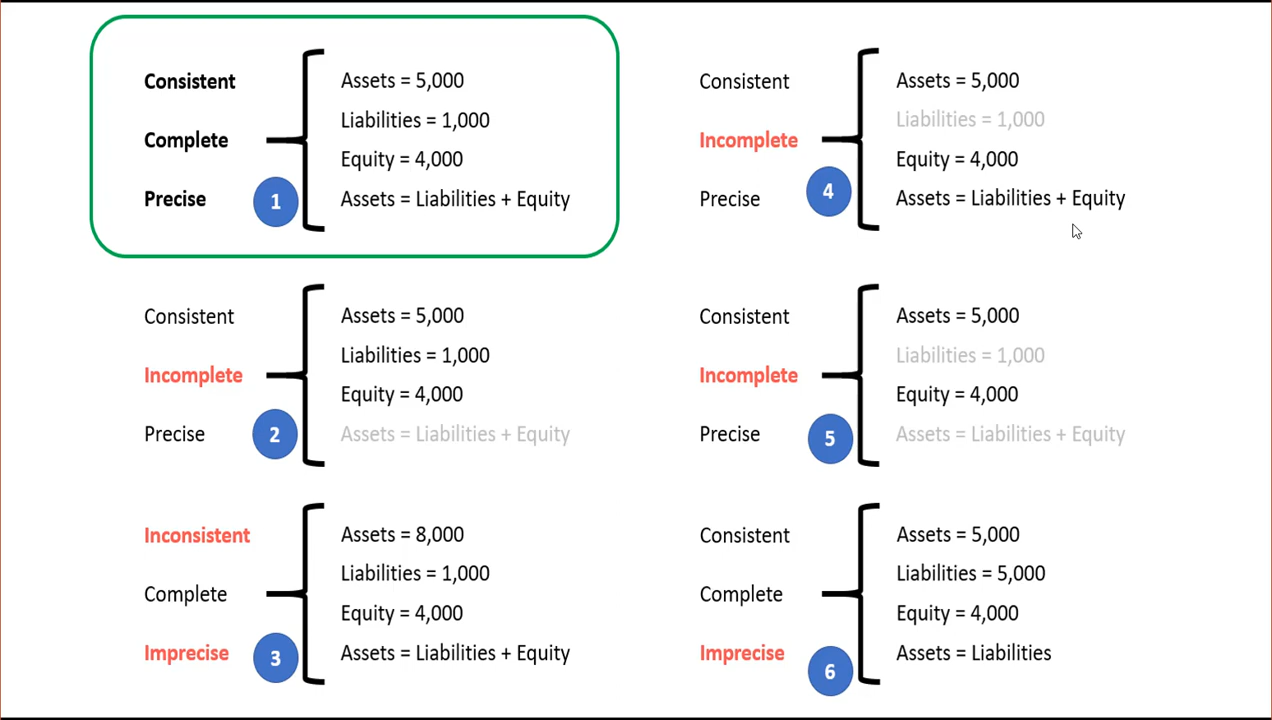 Consistent
Complete
Precise
1
Assets = 5,000
Liabilities = 1,000
Equity = 4,000
Assets = Liabilities + Equity
Consistent
Incomplete
Precise
4
Assets = 5,000
Liabilities = 1,000
Equity = 4,000
Assets = Liabilities + Equity
Consistent
Incomplete
Precise
2
Assets = 5,000
Liabilities = 1,000
Equity = 4,000
Assets = Liabilities + Equity
Consistent
Incomplete
Precise
5
Assets = 5,000
Liabilities = 1,000
Equity = 4,000
Assets = Liabilities + Equity
Inconsistent
Complete
Imprecise
3
Assets = 8,000
Liabilities = 1,000
Equity = 4,000
Assets = Liabilities + Equity
Consistent
Complete
Imprecise
6
Assets = 5,000
Liabilities = 5,000
Equity = 4,000
Assets = Liabilities